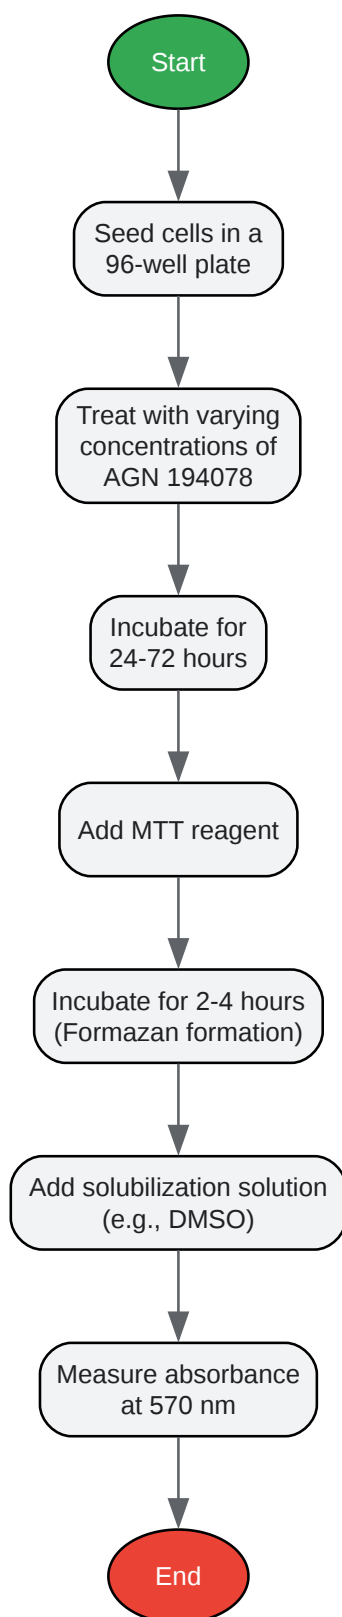 Start
Seed cells in a
96-well plate
Treat with varying
concentrations of
AGN 194078
Incubate for
24-72 hours
Add MTT reagent
Incubate for 2-4 hours
(Formazan formation)
Add solubilization solution
(e.g., DMSO)
Measure absorbance
at 570 nm
End